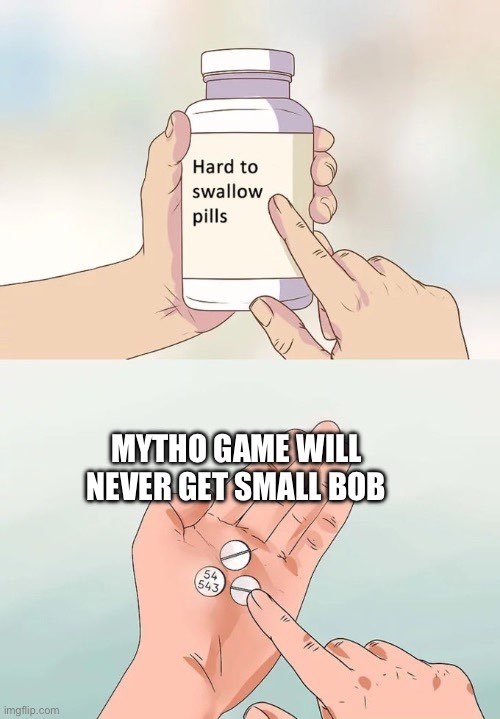 Hard to
swallow
pills
MYTHO GAME WILL
NEVER GET SMALL BOB
54
543
imgflip.com